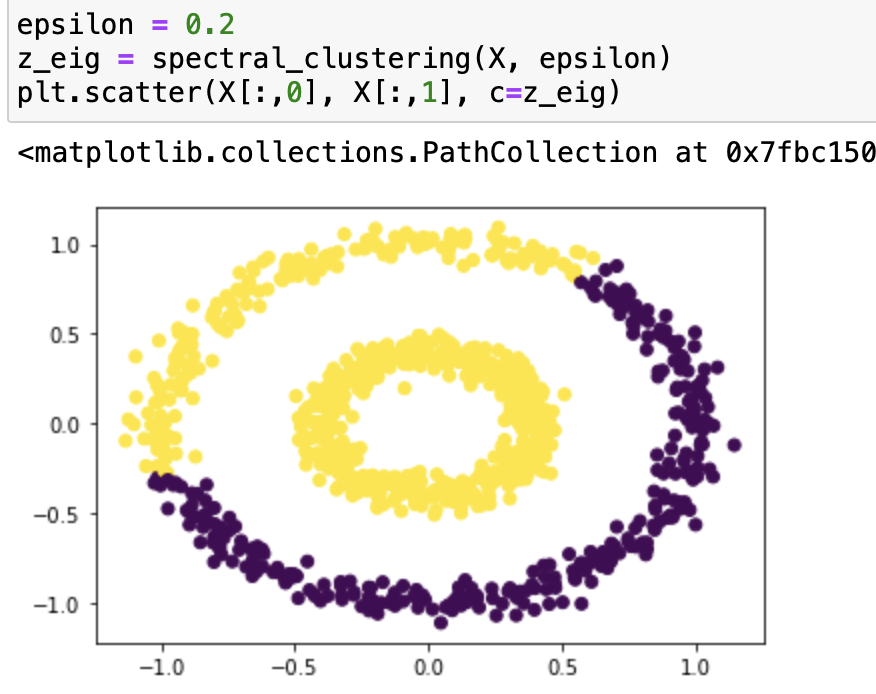 epsilon = 0.2
z_eig = spectral_clustering(X, epsilon)
plt.scatter(X[:,0], X[:,1], c=z_eig)
<matplotlib.collections.PathCollection at 0x7fbc150
1.0
0.5
0.0
−0.5
−1.0
−1.0 −0.5 0.0 0.5 1.0